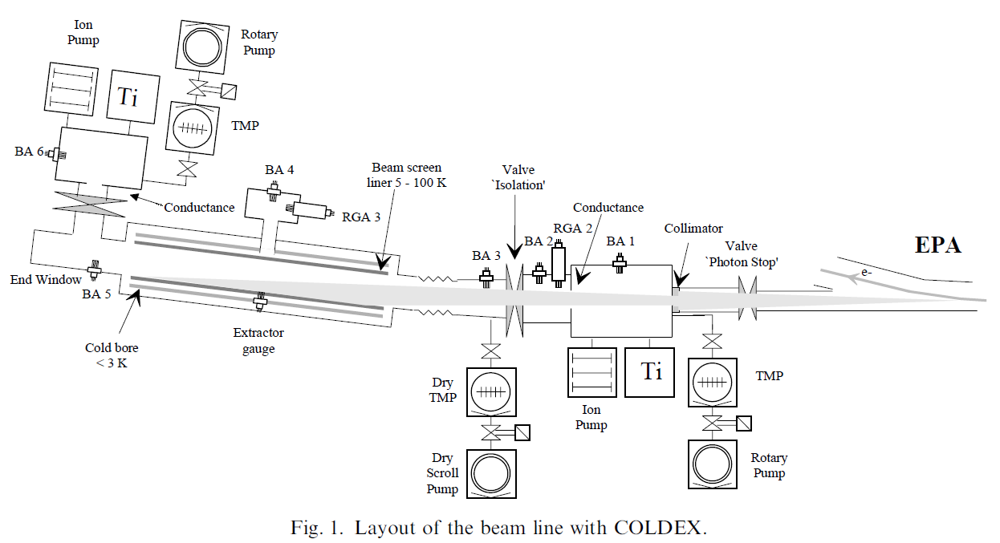 Ion
Pump
Rotary
Pump
Ti
TMP
BA 6
BA 4
Beam screen
liner 5 - 100 K
Valve
`Isolation'
Conductance
RGA 3
Conductance
RGA 2
BA 2
BA 1
Collimator
Valve
`Photon Stop'
EPA
e-
BA 3
End Window
BA 5
Extractor
gauge
Cold bore
< 3 K
Dry
TMP
Ti
TMP
Ion
Pump
Dry
Scroll
Pump
Rotary
Pump
Fig. 1. Layout of the beam line with COLDEX.